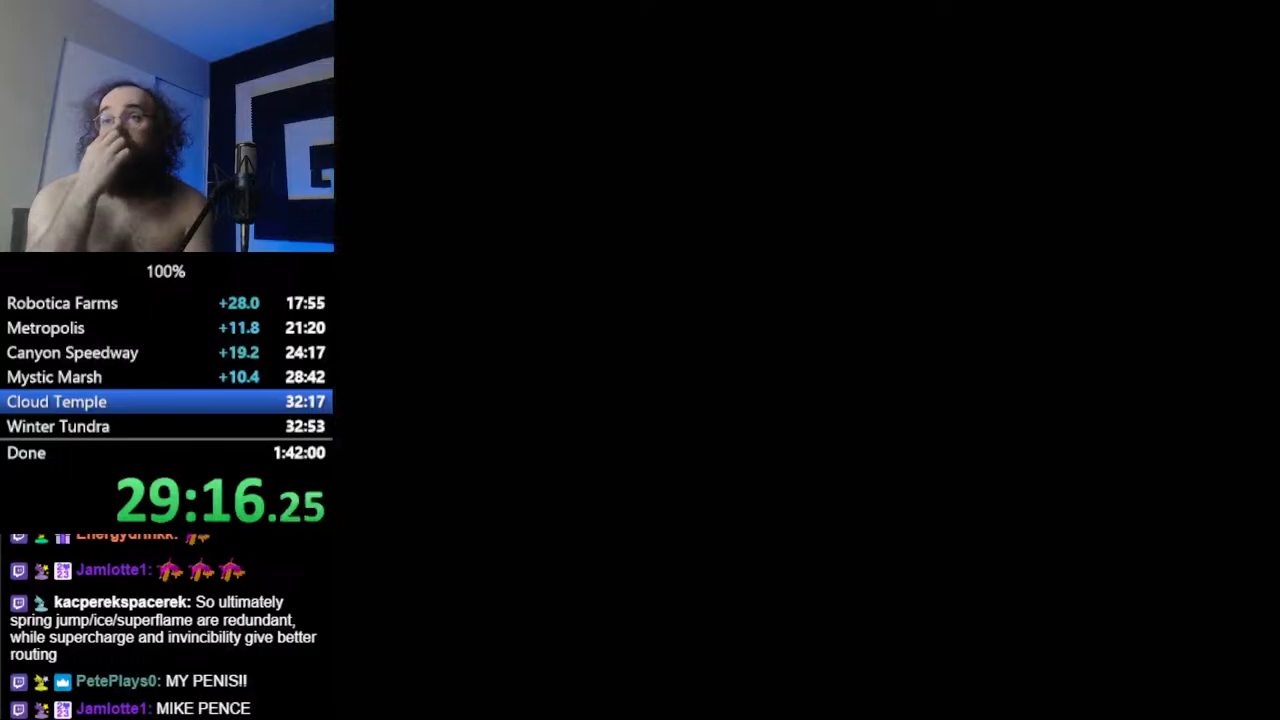 100%
Robotica Farms +28.0 17:55
Metropolis +11.8 21:20
Canyon Speedway +19.2 24:17
Mystic Marsh +10.4 28:42
Cloud Temple 32:17
Winter Tundra 32:53
Done 1:42:00
29:16.25
Energydrinkk:
Jamlotte1:
kacperekspacerek: So ultimately
spring jump/ice/superflame are redundant,
while supercharge and invincibility give better
routing
PetePlays0: MY PENIS!!
Jamlotte1: MIKE PENCE